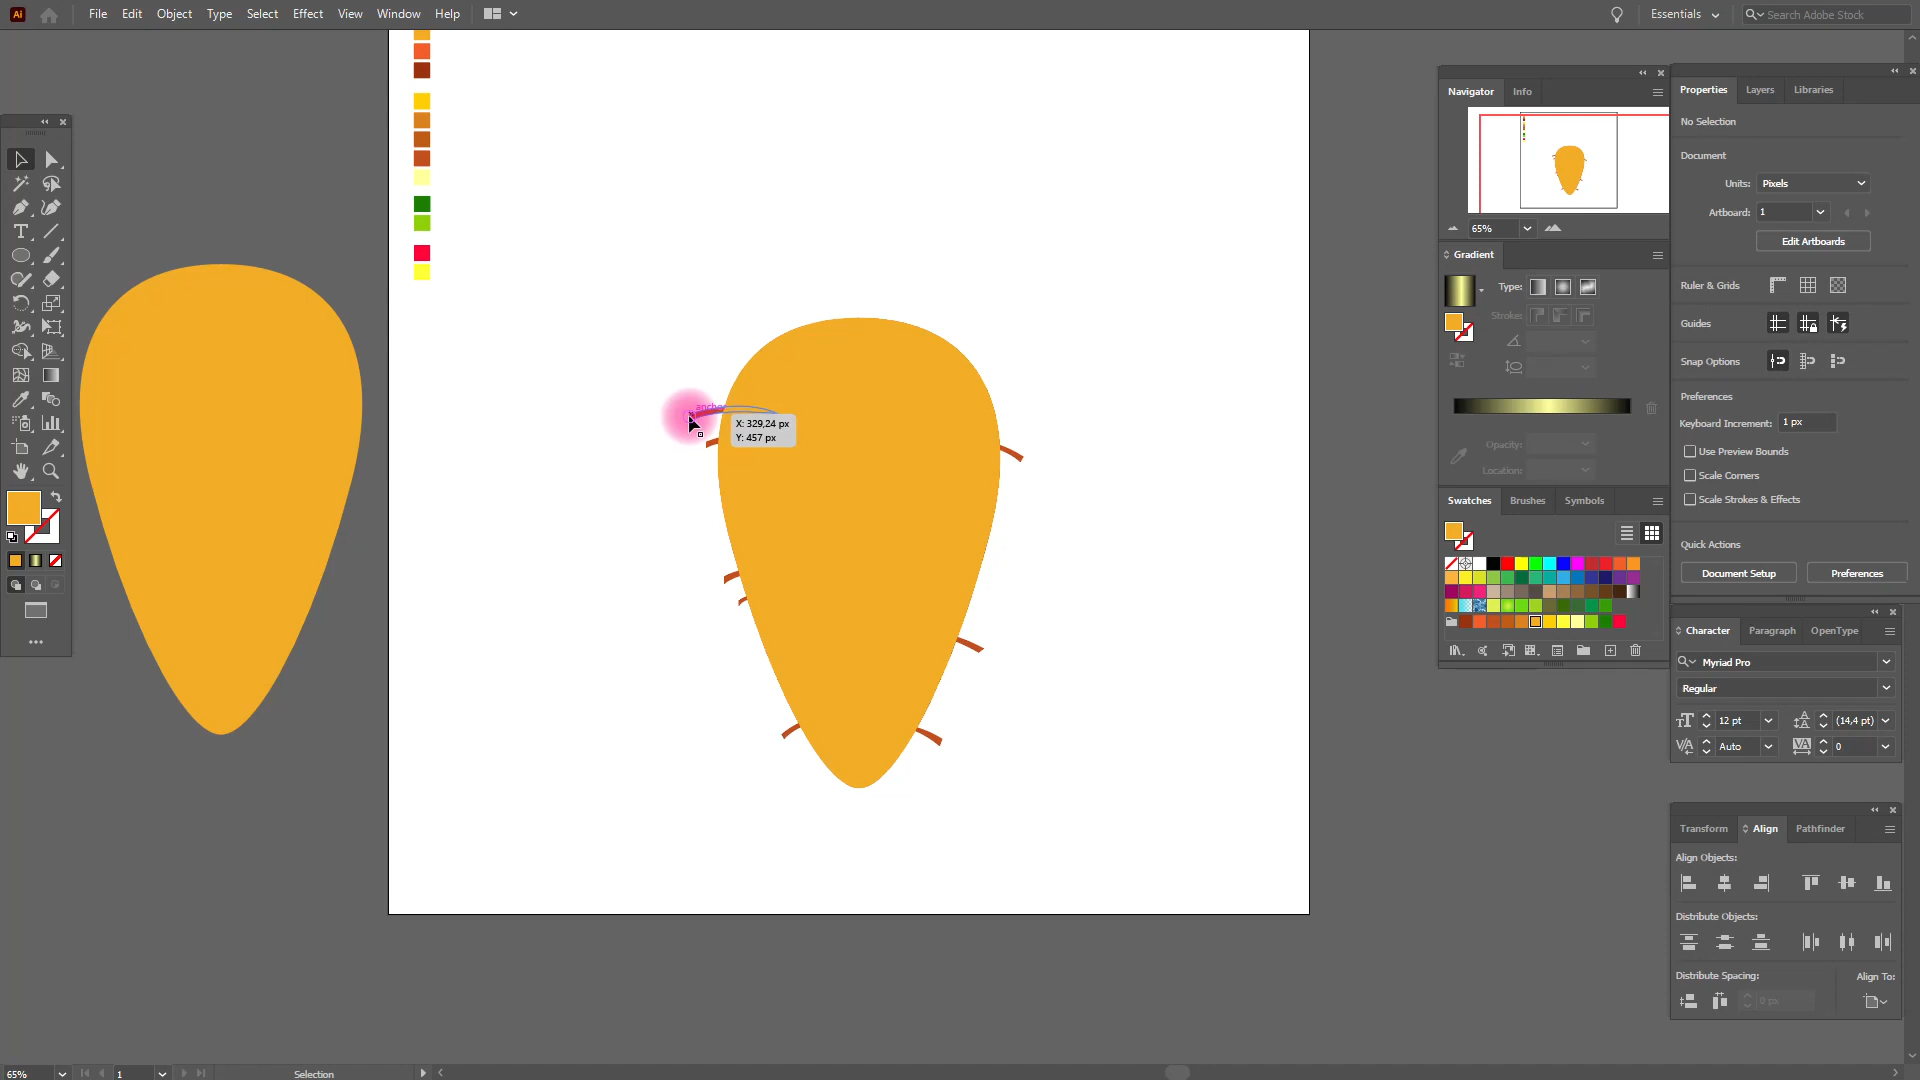 Ai
File Edit Object Type Select Effect View Window Help
Essentials
Search Adobe Stock
Navigator Info
65%
Gradient
Type:
Stroke:
Opacity:
Location:
Swatches Brushes Symbols
Properties Layers Libraries
No Selection
Document
Units: Pixels
Artboard: 1
Edit Artboards
Ruler & Grids
Guides
Snap Options
Preferences
Keyboard Increment: 1 px
Use Preview Bounds
Scale Corners
Scale Strokes & Effects
Quick Actions
Document Setup Preferences
Character Paragraph OpenType
Myriad Pro
Regular
12 pt (14,4 pt)
Auto 0
Transform Align Pathfinder
Align Objects:
Distribute Objects:
Distribute Spacing: Align To:
0 px
X: 329,24 px
Y: 457 px
65% 1 Selection